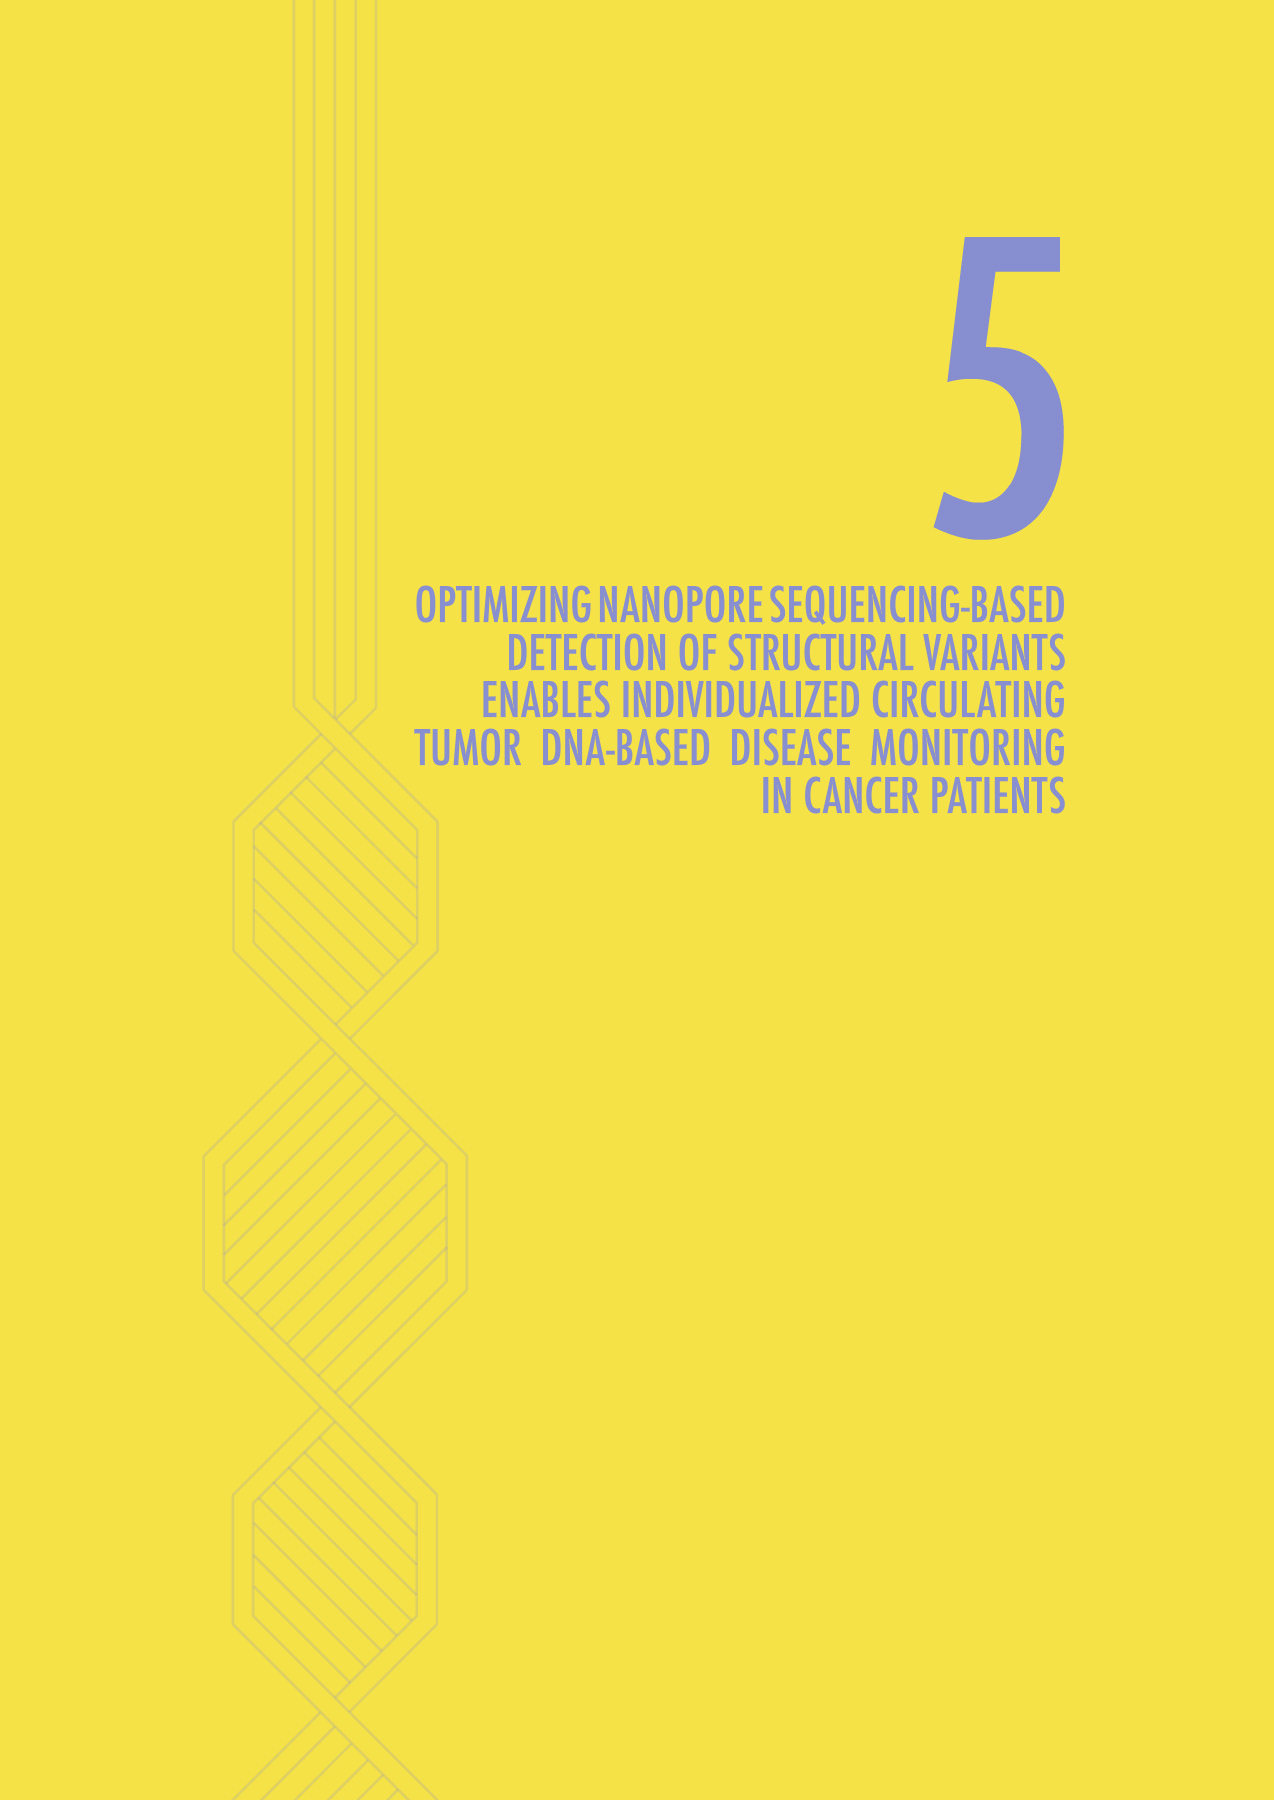 5
OPTIMIZING NANOPORE SEQUENCING-BASED
DETECTION OF STRUCTURAL VARIANTS
ENABLES INDIVIDUALIZED CIRCULATING
TUMOR DNA-BASED DISEASE MONITORING
IN CANCER PATIENTS